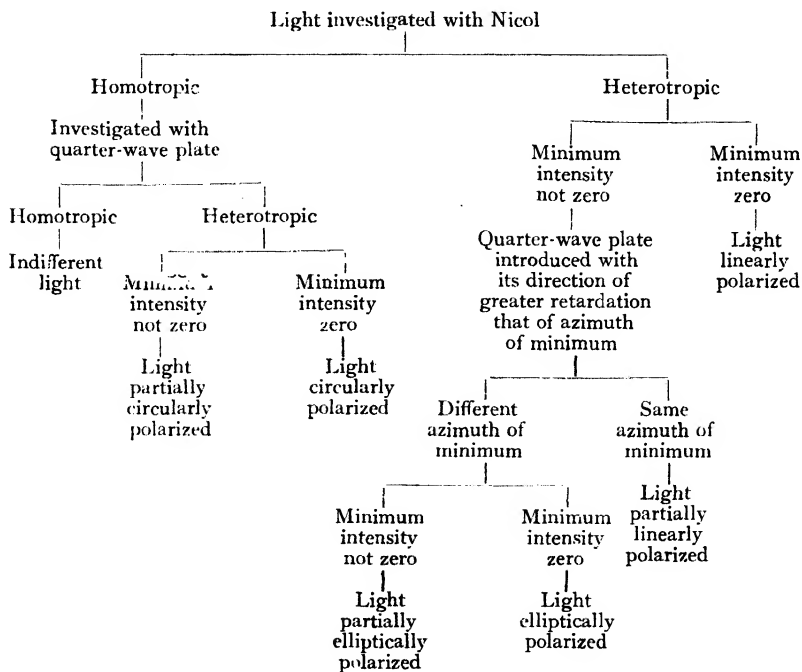 Light investigated with Nicol
Homotropic
Heterotropic
Investigated with
quarter-wave plate
Minimum
intensity
not zero
Minimum
intensity
zero
Homotropic
Heterotropic
Quarter-wave plate
introduced with
its direction of
greater retardation
that of azimuth
of minimum
Light
linearly
polarized
Indifferent
light
intensity
not zero
Minimum
intensity
zero
Light
partially
circularly
polarized
Light
circularly
polarized
Different
azimuth of
minimum
Same
azimuth of
minimum
Minimum
intensity
not zero
Minimum
intensity
zero
Light
partially
linearly
polarized
Light
partially
elliptically
polarized
Light
elliptically
polarized